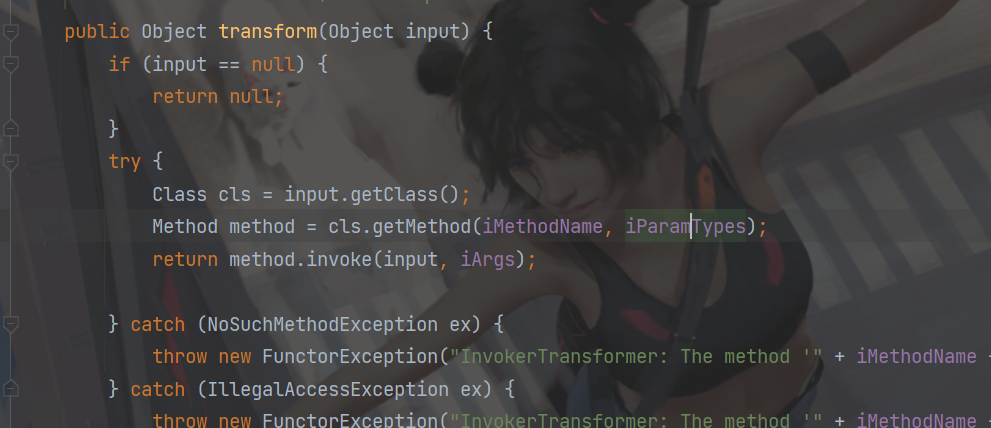 public Object transform(Object input) {
if (input == null) {
return null;
}
try {
Class cls = input.getClass();
Method method = cls.getMethod(iMethodName, iParamTypes);
return method.invoke(input, iArgs);
} catch (NoSuchMethodException ex) {
throw new FunctorException("InvokerTransformer: The method '" + iMethodName +
} catch (IllegalAccessException ex) {
throw new FunctorException("InvokerTransformer: The method '" + iMethodName +